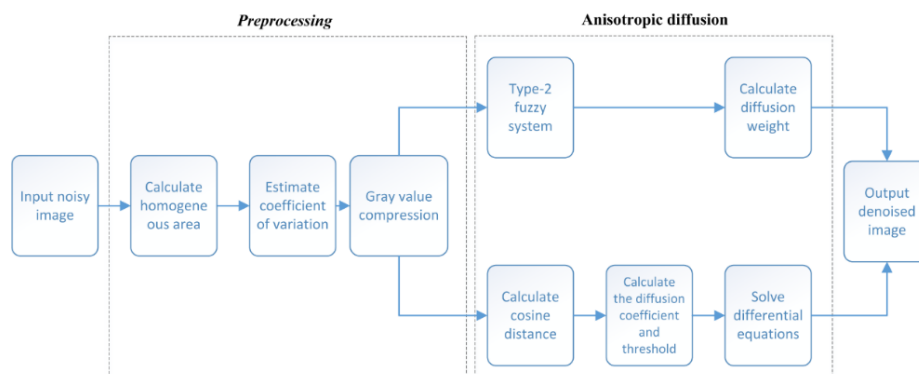 Preprocessing
Anisotropic diffusion
Input noisy
image
Calculate
homogene
ous area
Estimate
coefficient
of variation
Gray value
compression
Type-2
fuzzy
system
Calculate
diffusion
weight
Calculate
cosine
distance
Calculate
the diffusion
coefficient
and
threshold
Solve
differential
equations
Output
denoised
image